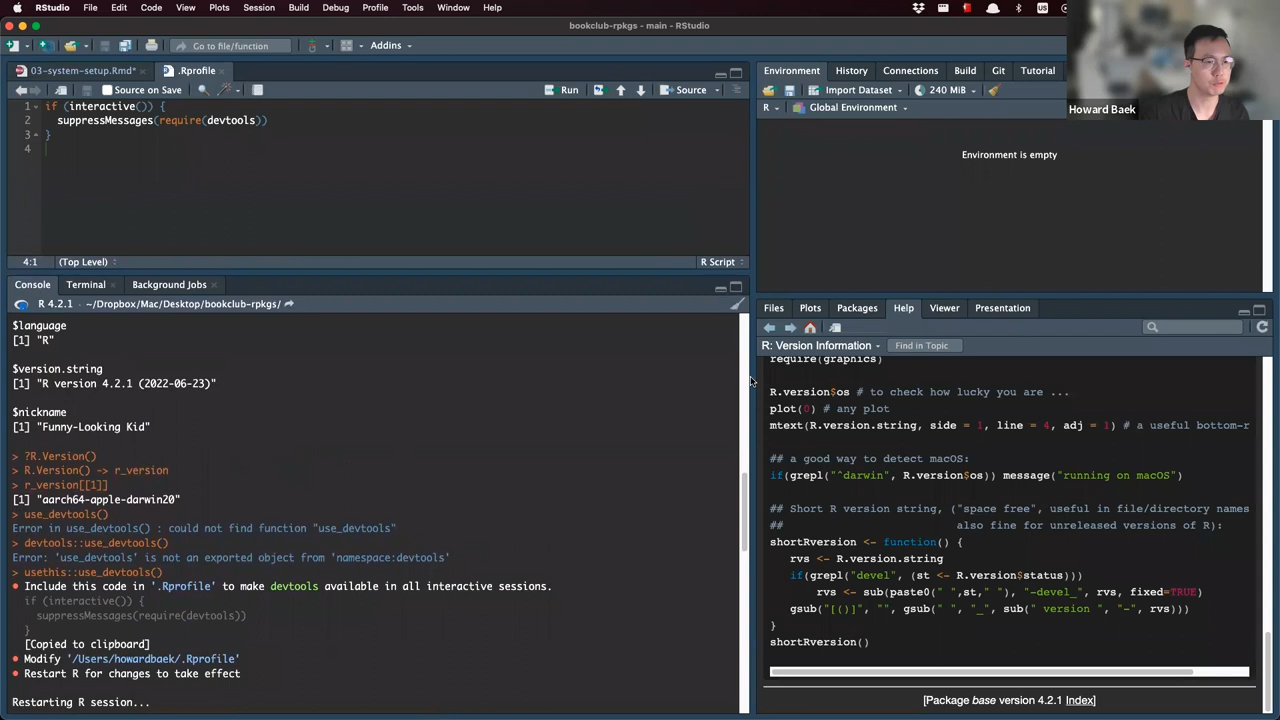 RStudio File Edit Code View Plots Session Build Debug Profile Tools Window Help US
bookclub-rpkgs - main - RStudio
Go to file/function Addins
03-system-setup.Rmd* .Rprofile
Source on Save Run Source
1 if (interactive()) {
2 suppressMessages(require(devtools))
3 }
4
4:1 (Top Level) R Script
Console Terminal Background Jobs
R 4.2.1 · ~/Dropbox/Mac/Desktop/bookclub-rpkgs/
$language
[1] "R"
$version.string
[1] "R version 4.2.1 (2022-06-23)"
$nickname
[1] "Funny-Looking Kid"
> ?R.Version()
> R.Version() -> r_version
> r_version[[1]]
[1] "aarch64-apple-darwin20"
> use_devtools()
Error in use_devtools() : could not find function "use_devtools"
> devtools::use_devtools()
Error: 'use_devtools' is not an exported object from 'namespace:devtools'
> usethis::use_devtools()
• Include this code in '.Rprofile' to make devtools available in all interactive sessions.
if (interactive()) {
suppressMessages(require(devtools))
}
[Copied to clipboard]
• Modify '/Users/howardbaek/.Rprofile'
• Restart R for changes to take effect
Restarting R session...
Environment History Connections Build Git Tutorial
Import Dataset 240 MiB
R Global Environment
Environment is empty
Howard Baek
Files Plots Packages Help Viewer Presentation
R: Version Information Find in Topic
require(graphics)
R.version$os # to check how lucky you are ...
plot(0) # any plot
mtext(R.version.string, side = 1, line = 4, adj = 1) # a useful bottom-r
## a good way to detect macOS:
if(grepl("^darwin", R.version$os)) message("running on macOS")
## Short R version string, ("space free", useful in file/directory names
## also fine for unreleased versions of R):
shortRversion <- function() {
rvs <- R.version.string
if(grepl("devel", (st <- R.version$status)))
rvs <- sub(paste0(" ",st," "), "-devel_", rvs, fixed=TRUE)
gsub("[()]", "", gsub(" ", "_", sub(" version ", "-", rvs)))
}
shortRversion()
[Package base version 4.2.1 Index]